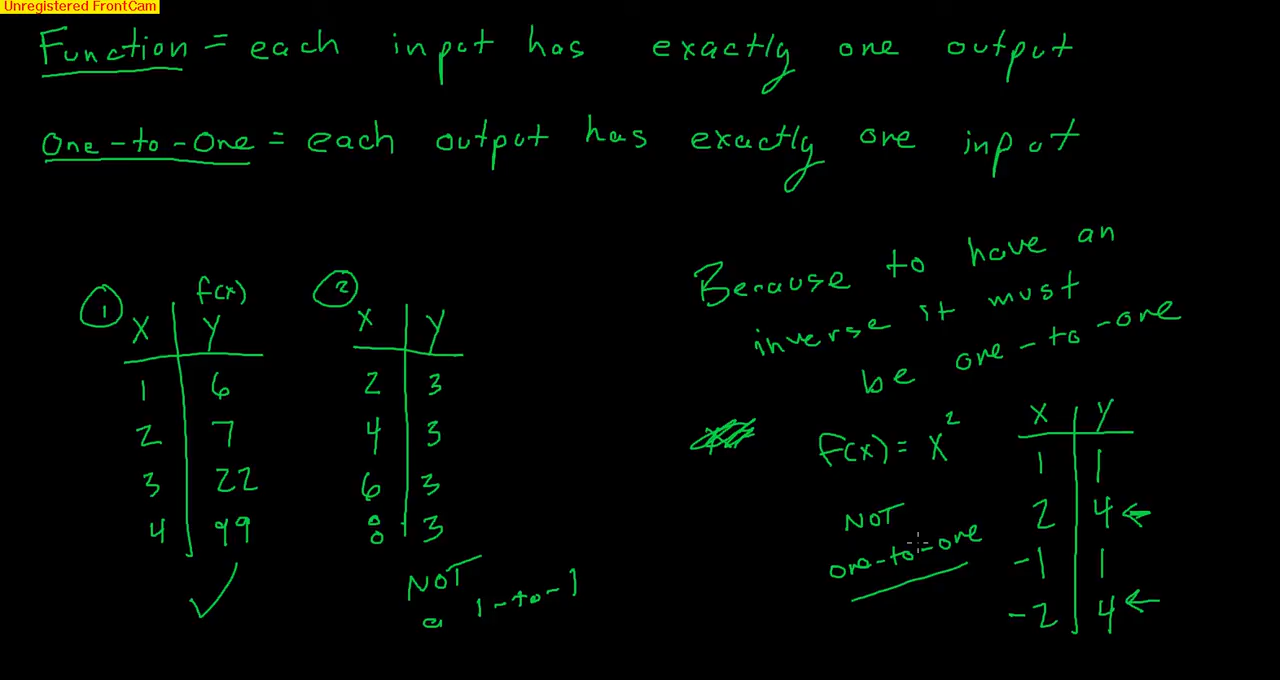 Unregistered FrontCam
Function = each input has exactly one output
One-to-One = each output has exactly one input
1
f(x)
X Y
1 6
2 7
3 22
4 99
✓
2
X Y
2 3
4 3
6 3
8 3
NOT
a 1-to-1
Because to have an
inverse it must
be one-to-one
f(x) = x²
NOT
one-to-one
X Y
1 1
2 4 ←
-1 1
-2 4 ←